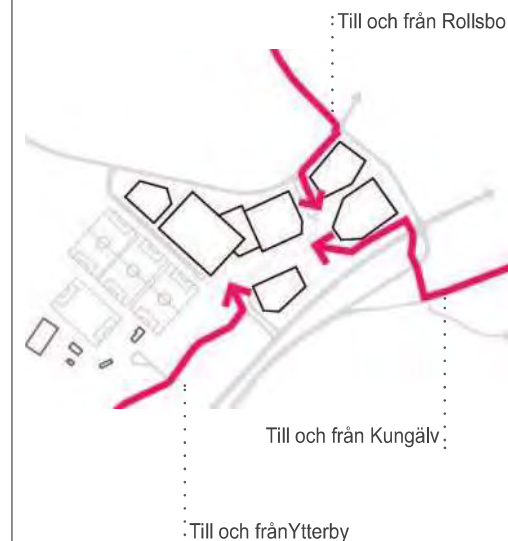 Till och från Rollsbo
Till och från Kungälv
Till och frånYtterby